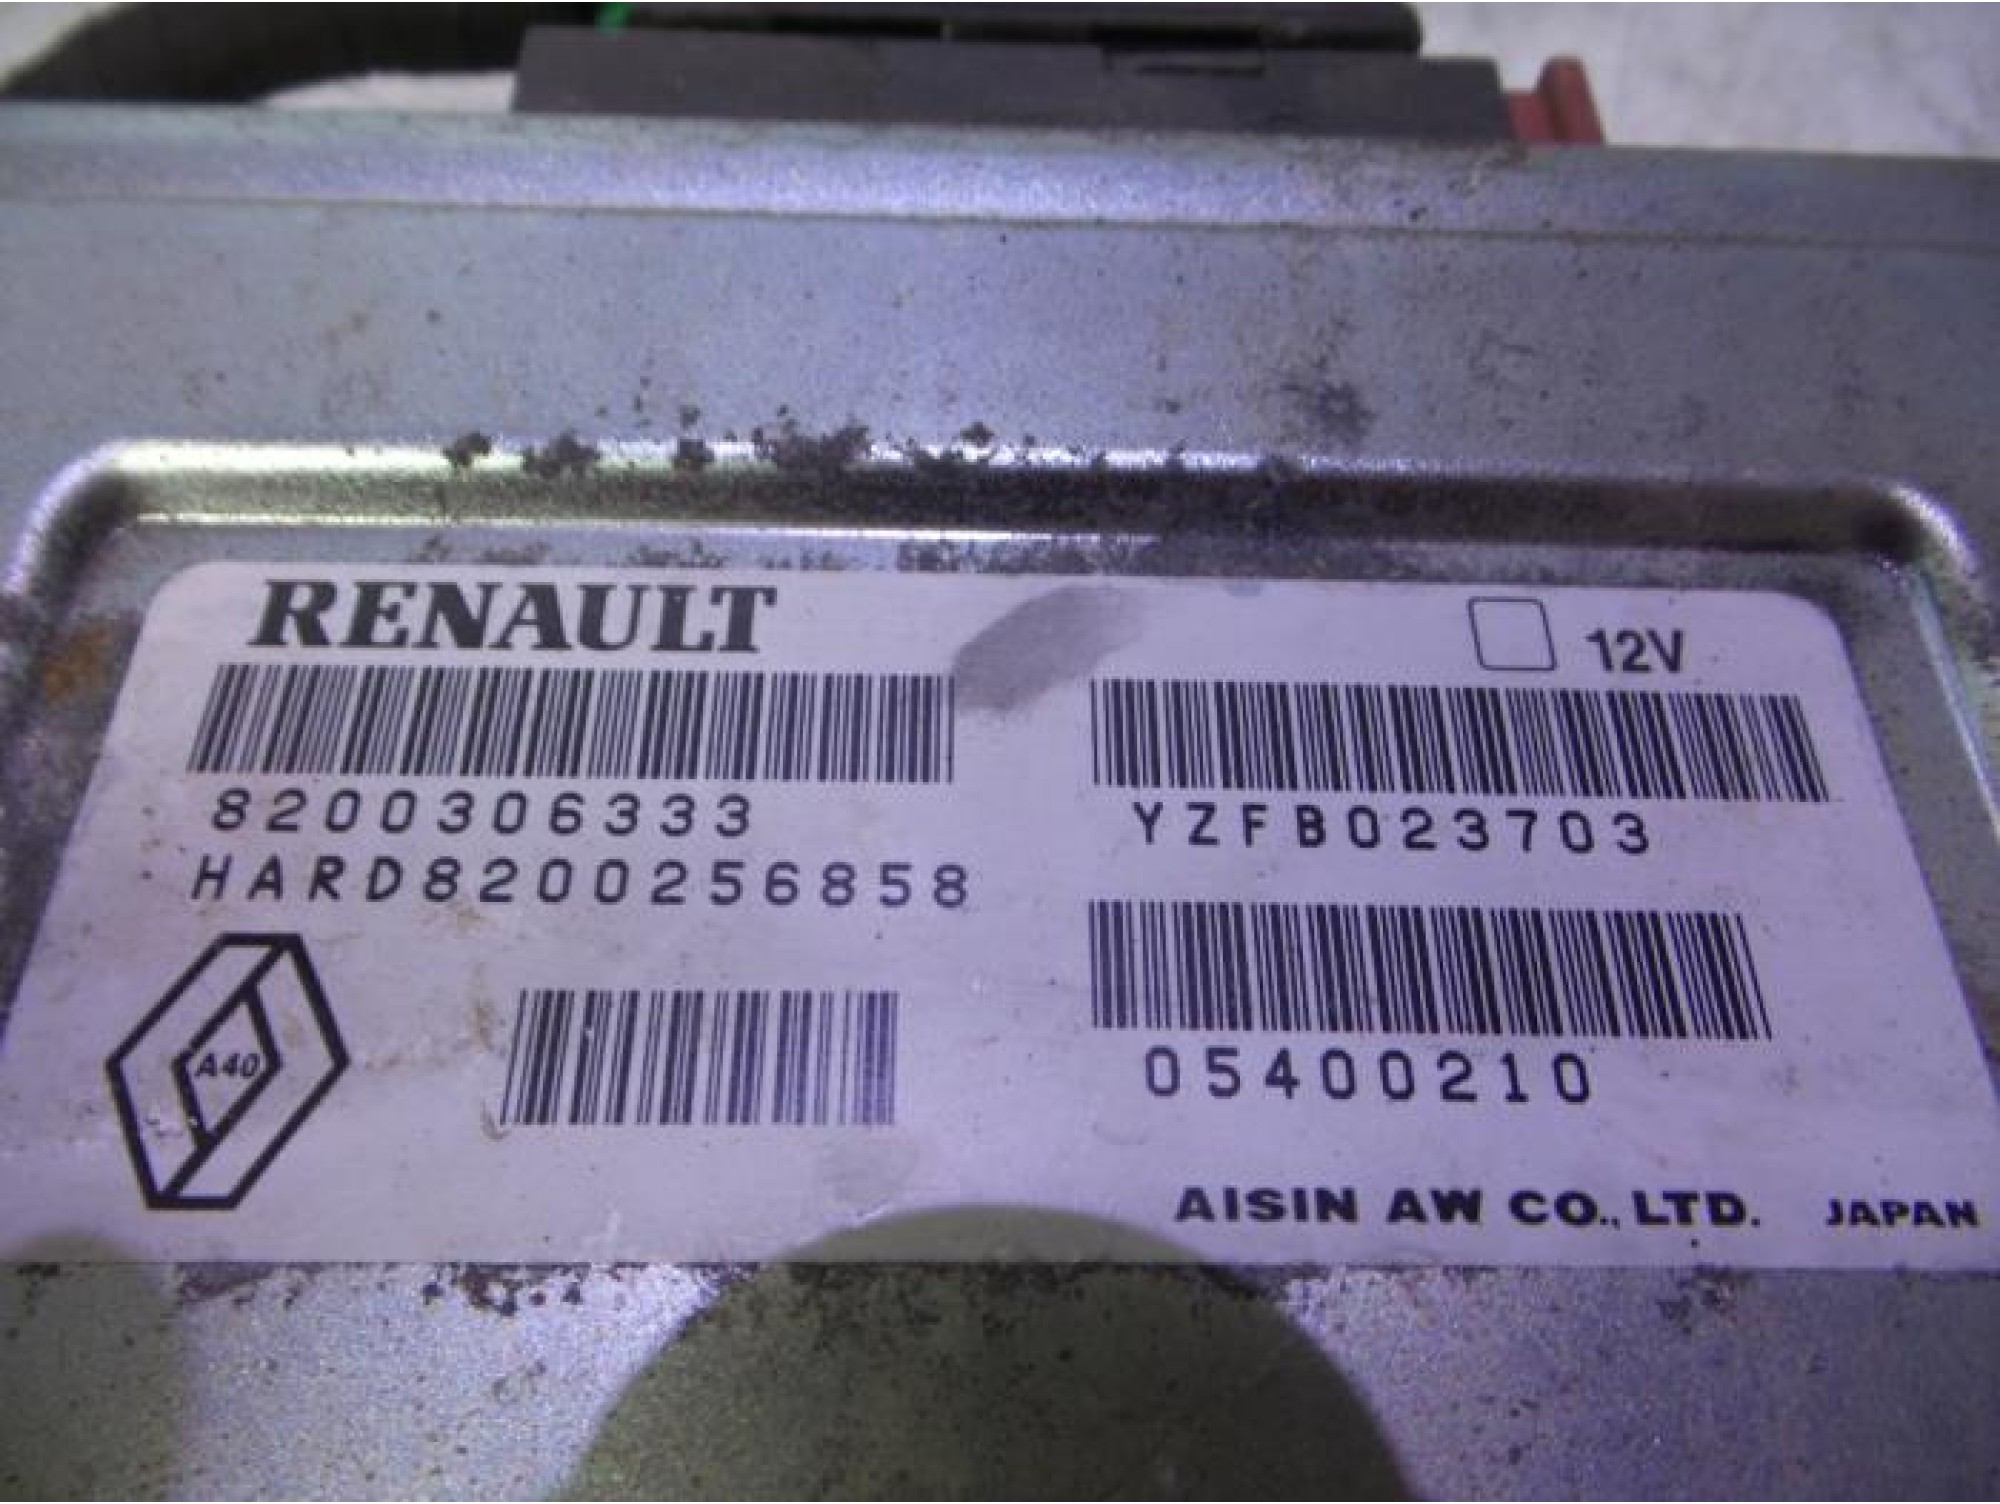 RENAULT
12V
8200306333
YZFB023703
HARD8200256858
A40
05400210
AISIN AW CO., LTD. JAPAN